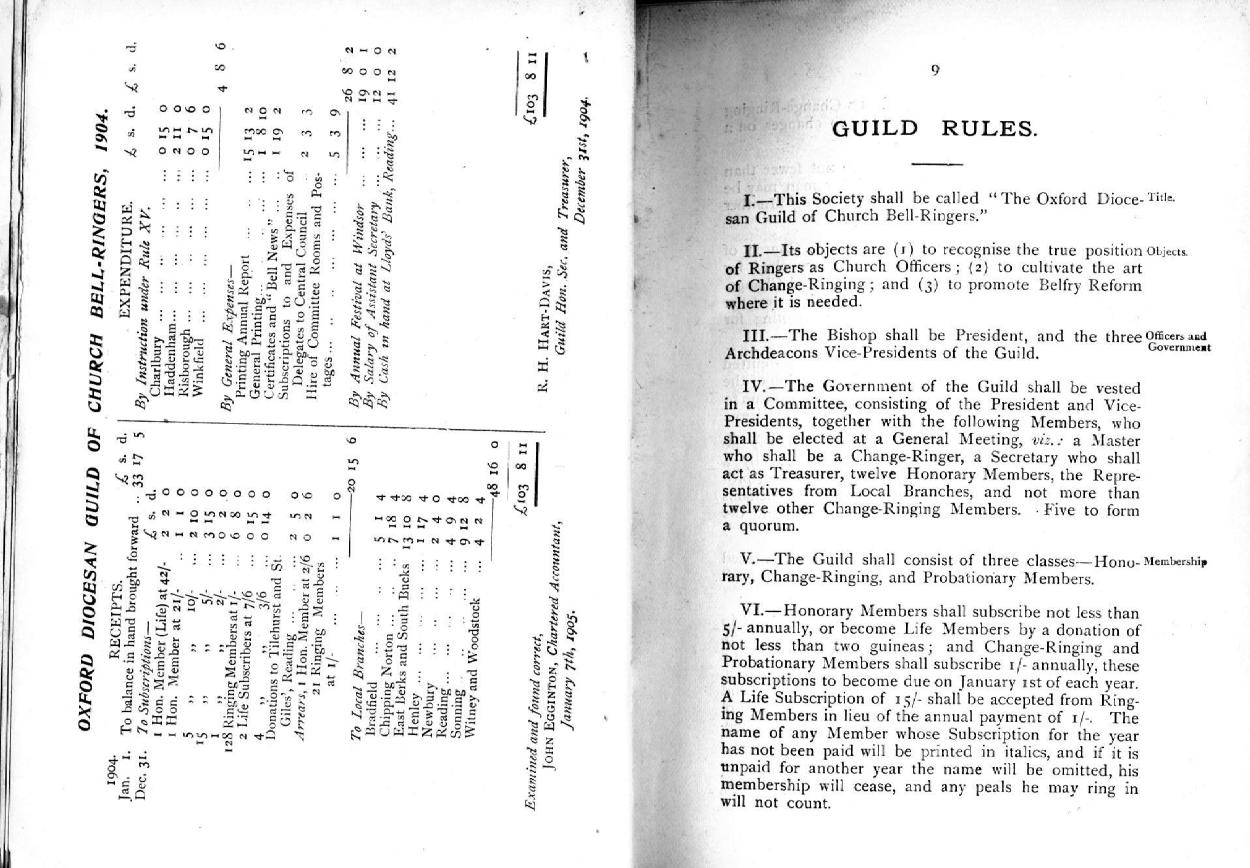 OXFORD DIOCESAN GUILD OF CHURCH BELL-RINGERS, 1904.
1904. RECEIPTS. £ s. d. £ s. d.
Jan. 1. To balance in hand brought forward .. 33 17 5
Dec. 31. To Subscriptions—
1 Hon. Member (Life) at 42/- 2 2 0
1 Hon. Member at 21/- .. 1 1 0
5 ,, ,, 10/- ... 2 10 0
15 ,, ,, 5/- ... 3 15 0
1 ,, ,, 2/- ... 0 2 0
128 Ringing Members at 1/- 6 8 0
2 Life Subscribers at 7/6 ... 0 15 0
4 ,, ,, 3/6 ... 0 14 0
Donations to Tilehurst and St.
Giles', Reading ... ... 2 5 0
Arrears, 1 Hon. Member at 2/6 0 2 6
21 Ringing Members
at 1/- ... ... ... 1 1 0
20 15 6
To Local Branches—
Bradfield ... ... ... 5 1 4
Chipping Norton ... ... 7 18 4
East Berks and South Bucks 13 10 8
Henley ... ... ... 1 17 4
Newbury ... ... 2 4 0
Reading ... ... ... 4 9 4
Sonning ... ... ... 9 12 8
Witney and Woodstock ... 4 2 4
48 16 0
£103 8 11
Examined and found correct,
JOHN EGGINTON, Chartered Accountant,
January 7th, 1905.
EXPENDITURE. £ s. d. £ s. d.
By Instruction under Rule XV.
Charlbury ... ... ... ... 0 15 0
Haddenham... ... ... ... 2 11 0
Risborough ... ... ... ... 0 7 6
Winkfield ... ... ... ... 0 15 0
4 8 6
By General Expenses—
Printing Annual Report ... ... 15 13 2
General Printing... ... ... 1 8 10
Certificates and "Bell News" ... .. 1 19 2
Subscriptions to and Expenses of
Delegates to Central Council 2 3 3
Hire of Committee Rooms and Pos-
tages ... ... ... ... ... 5 3 9
26 8 2
By Annual Festival at Windsor ... ... ... 19 0 1
By Salary of Assistant Secretary ... ... ... 12 0 0
By Cash in hand at Lloyds' Bank, Reading... 41 12 2
£103 8 11
R. H. HART-DAVIS,
Guild Hon. Sec. and Treasurer,
December 31st, 1904.
9
GUILD RULES.
I.—This Society shall be called "The Oxford Dioce- Title.
san Guild of Church Bell-Ringers."
II.—Its objects are (1) to recognise the true position Objects.
of Ringers as Church Officers; (2) to cultivate the art
of Change-Ringing; and (3) to promote Belfry Reform
where it is needed.
III.—The Bishop shall be President, and the three Officers and
Archdeacons Vice-Presidents of the Guild. Government
IV.—The Government of the Guild shall be vested
in a Committee, consisting of the President and Vice-
Presidents, together with the following Members, who
shall be elected at a General Meeting, viz.: a Master
who shall be a Change-Ringer, a Secretary who shall
act as Treasurer, twelve Honorary Members, the Repre-
sentatives from Local Branches, and not more than
twelve other Change-Ringing Members. Five to form
a quorum.
V.—The Guild shall consist of three classes—Hono- Membership
rary, Change-Ringing, and Probationary Members.
VI.—Honorary Members shall subscribe not less than
5/- annually, or become Life Members by a donation of
not less than two guineas; and Change-Ringing and
Probationary Members shall subscribe 1/- annually, these
subscriptions to become due on January 1st of each year.
A Life Subscription of 15/- shall be accepted from Ring-
ing Members in lieu of the annual payment of 1/-. The
name of any Member whose Subscription for the year
has not been paid will be printed in italics, and if it is
unpaid for another year the name will be omitted, his
membership will cease, and any peals he may ring in
will not count.